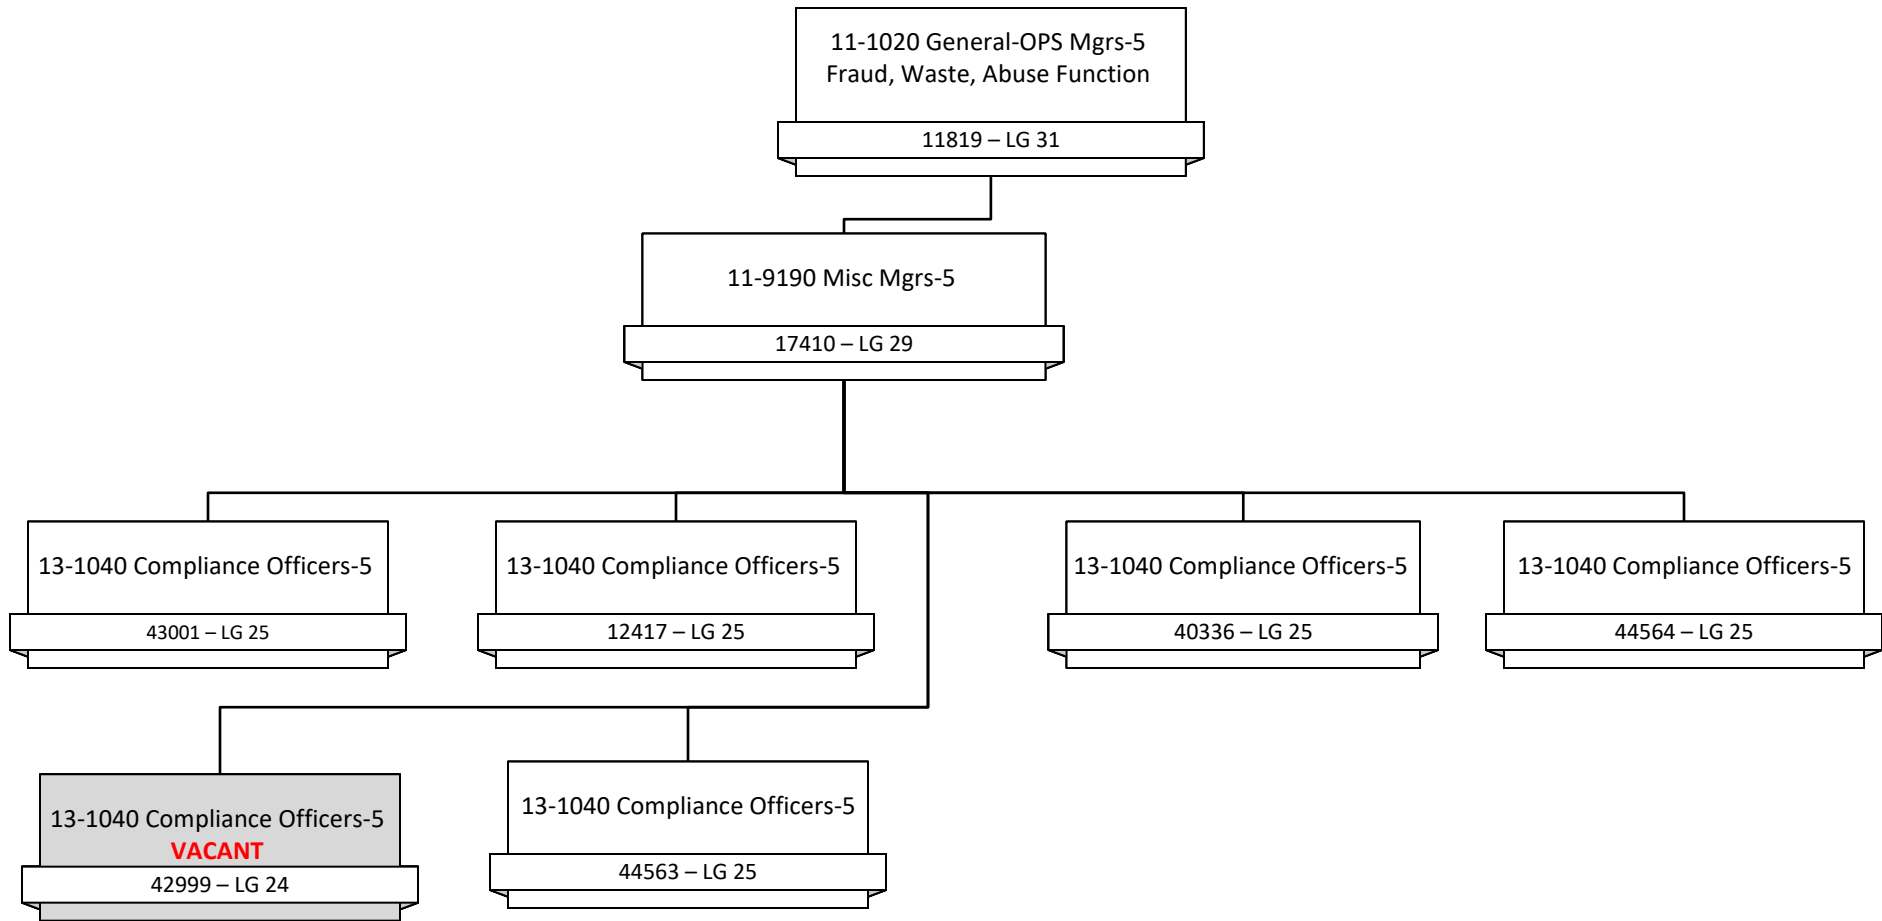 11-1020 General-OPS Mgrs-5
Fraud, Waste, Abuse Function
11819 – LG 31
11-9190 Misc Mgrs-5
17410 – LG 29
13-1040 Compliance Officers-5
43001 – LG 25
13-1040 Compliance Officers-5
12417 – LG 25
13-1040 Compliance Officers-5
40336 – LG 25
13-1040 Compliance Officers-5
44564 – LG 25
13-1040 Compliance Officers-5
VACANT
42999 – LG 24
13-1040 Compliance Officers-5
44563 – LG 25